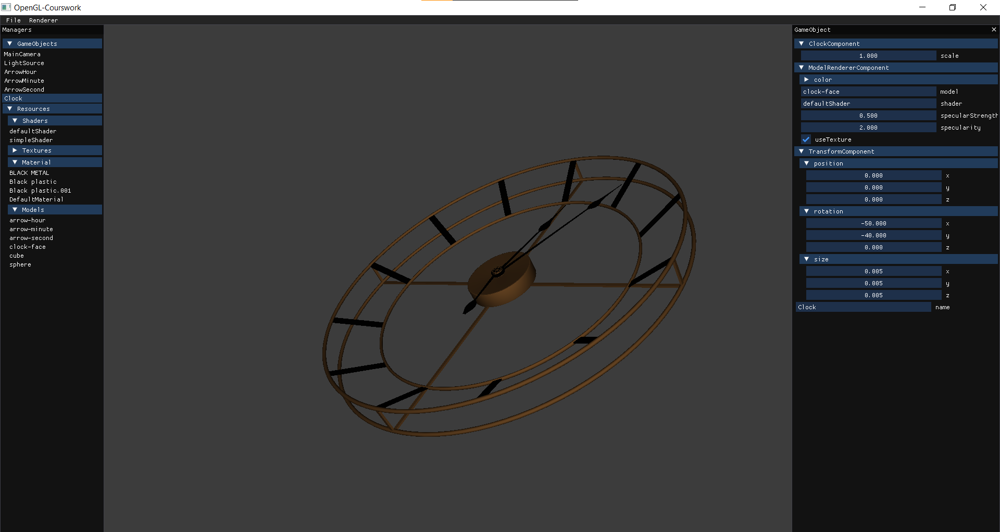 OpenGL-Courswork
File Renderer
Managers
GameObjects
MainCamera
LightSource
ArrowHour
ArrowMinute
ArrowSecond
Clock
Resources
Shaders
defaultShader
simpleShader
Textures
Material
BLACK METAL
Black plastic
Black plastic.001
DefaultMaterial
Models
arrow-hour
arrow-minute
arrow-second
clock-face
cube
sphere
GameObject
ClockComponent
1.000 scale
ModelRendererComponent
color
clock-face model
defaultShader shader
0.500 specularStrength
2.000 specularity
useTexture
TransformComponent
position
0.000 x
0.000 y
0.000 z
rotation
-50.000 x
-40.000 y
0.000 z
size
0.005 x
0.005 y
0.005 z
Clock name